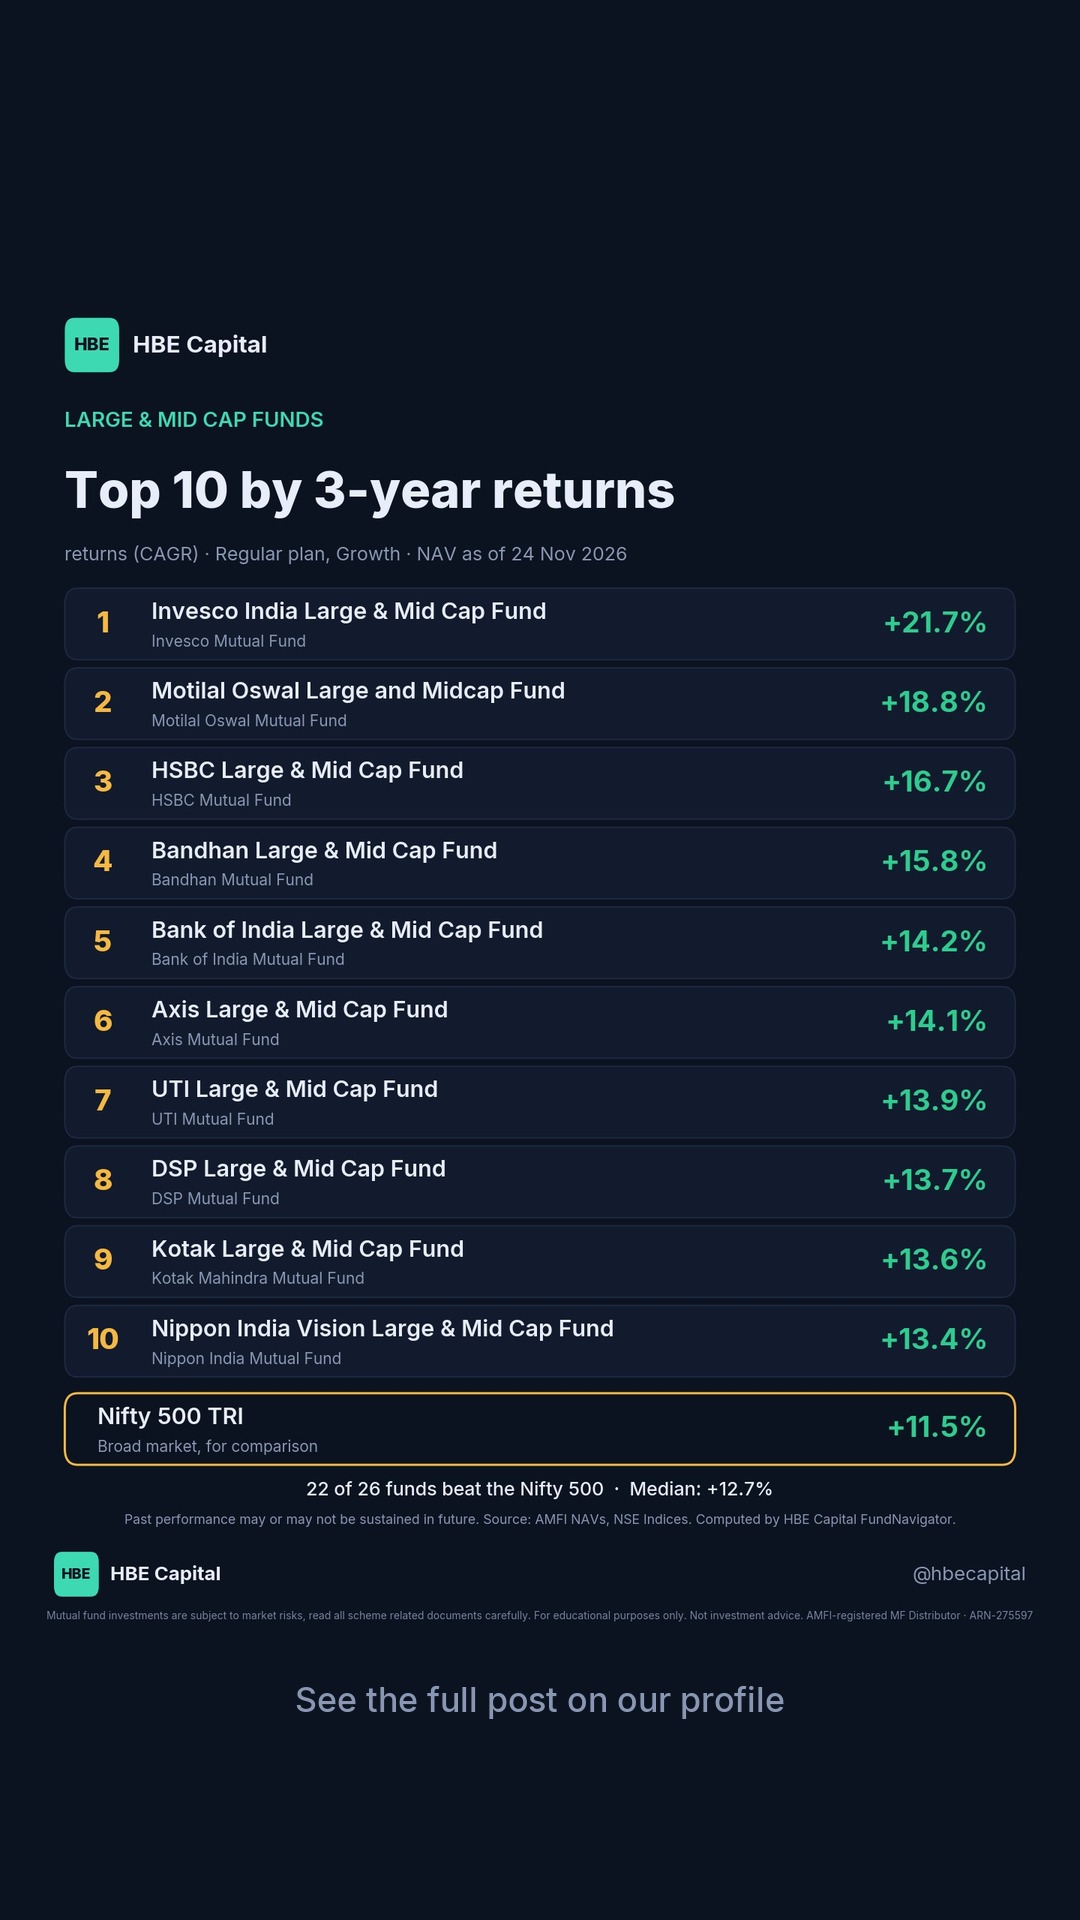 HBE HBE Capital
LARGE & MID CAP FUNDS
Top 10 by 3-year returns
returns (CAGR) · Regular plan, Growth · NAV as of 24 Nov 2026
1 Invesco India Large & Mid Cap Fund +21.7%
Invesco Mutual Fund
2 Motilal Oswal Large and Midcap Fund +18.8%
Motilal Oswal Mutual Fund
3 HSBC Large & Mid Cap Fund +16.7%
HSBC Mutual Fund
4 Bandhan Large & Mid Cap Fund +15.8%
Bandhan Mutual Fund
5 Bank of India Large & Mid Cap Fund +14.2%
Bank of India Mutual Fund
6 Axis Large & Mid Cap Fund +14.1%
Axis Mutual Fund
7 UTI Large & Mid Cap Fund +13.9%
UTI Mutual Fund
8 DSP Large & Mid Cap Fund +13.7%
DSP Mutual Fund
9 Kotak Large & Mid Cap Fund +13.6%
Kotak Mahindra Mutual Fund
10 Nippon India Vision Large & Mid Cap Fund +13.4%
Nippon India Mutual Fund
Nifty 500 TRI +11.5%
Broad market, for comparison
22 of 26 funds beat the Nifty 500 · Median: +12.7%
Past performance may or may not be sustained in future. Source: AMFI NAVs, NSE Indices. Computed by HBE Capital FundNavigator.
HBE HBE Capital @hbecapital
Mutual fund investments are subject to market risks, read all scheme related documents carefully. For educational purposes only. Not investment advice. AMFI-registered MF Distributor · ARN-275597
See the full post on our profile